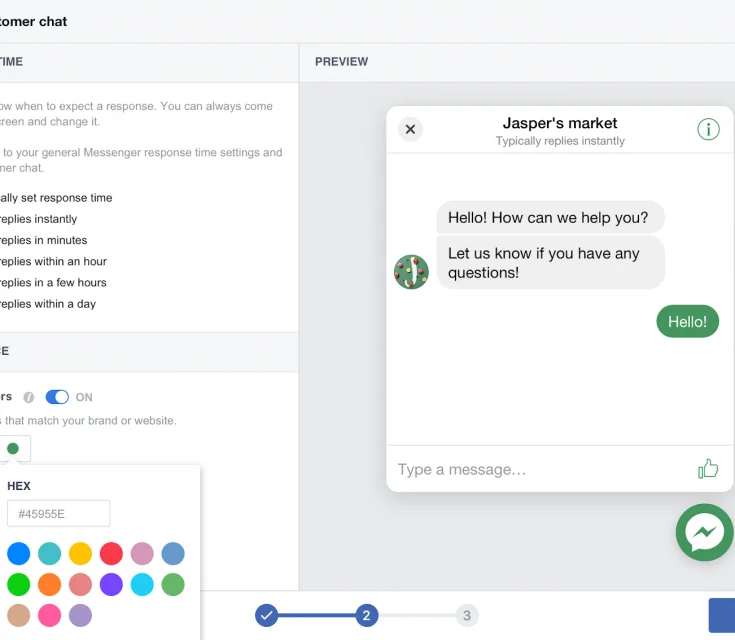 tomer chat
TIME
ow when to expect a response. You can always come
creen and change it.
to your general Messenger response time settings and
mer chat.
ally set response time
replies instantly
replies in minutes
replies within an hour
replies in a few hours
replies within a day
CE
rs i ON
s that match your brand or website.
HEX
#45955E
PREVIEW
Jasper's market
Typically replies instantly
Hello! How can we help you?
Let us know if you have any
questions!
Hello!
Type a message…
2
3